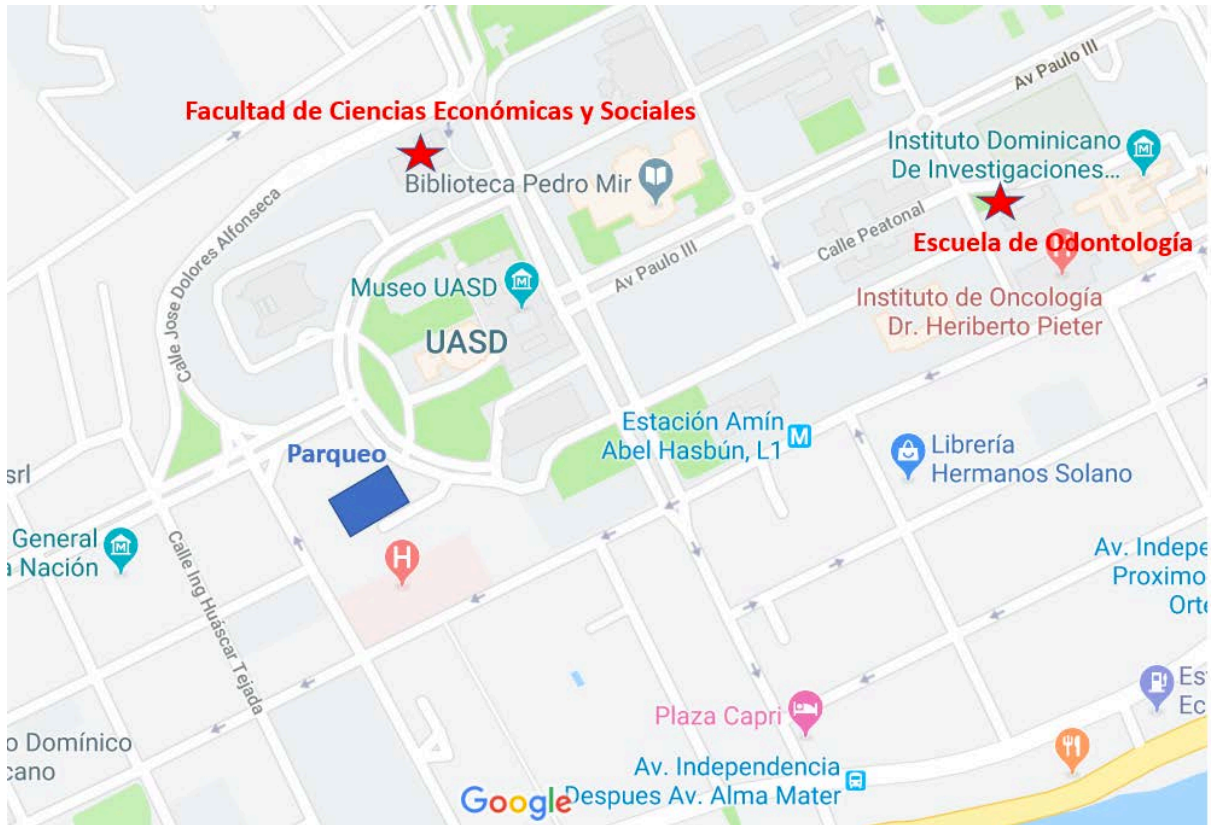 Av Paulo III
Facultad de Ciencias Económicas y Sociales
Instituto Dominicano
De Investigaciones...
Biblioteca Pedro Mir
Calle Peatonal
Escuela de Odontología
Calle Jose Dolores Alfonseca
Av Paulo III
Museo UASD
Instituto de Oncología
Dr. Heriberto Pieter
UASD
Estación Amín
Abel Hasbún, L1
M
Parqueo
Librería
Hermanos Solano
srl
General
a Nación
H
Calle Ing Huáscar Tejada
Av. Indepe
Proximo
Orte
Es
Ec
Plaza Capri
o Domínico
cano
Av. Independencia
Despues Av. Alma Mater
Google